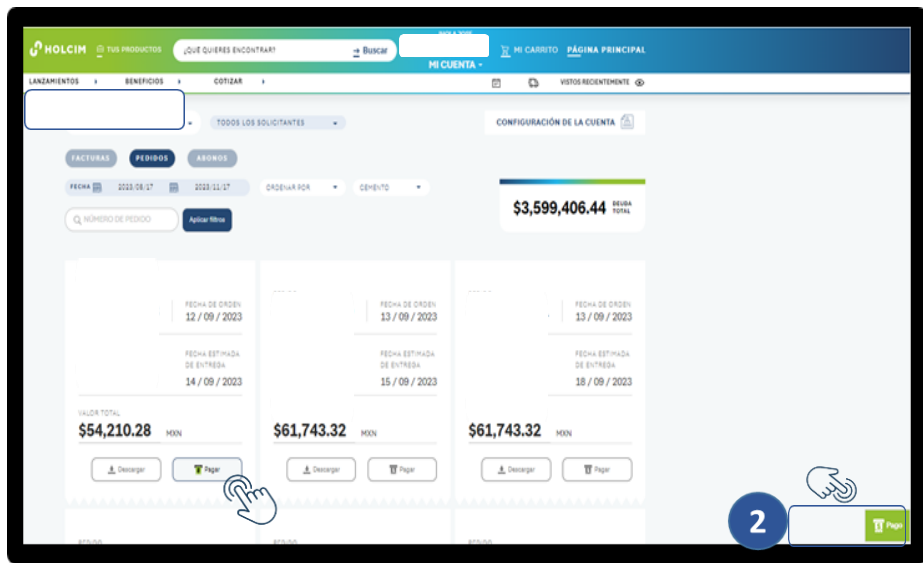 HOLCIM TUS PRODUCTOS ¿QUÉ QUIERES ENCONTRAR? Buscar MI CARRITO PÁGINA PRINCIPAL
MI CUENTA
LANZAMIENTOS BENEFICIOS COTIZAR VISTOS RECIENTEMENTE
TODOS LOS SOLICITANTES CONFIGURACIÓN DE LA CUENTA
FACTURAS PEDIDOS ABONOS
FECHA 2023/08/17 2023/11/17 ORDENAR POR CEMENTO
$3,599,406.44 DEUDA TOTAL
NÚMERO DE PEDIDO Aplicar filtros
FECHA DE ORDEN FECHA DE ORDEN FECHA DE ORDEN
12 / 09 / 2023 13 / 09 / 2023 13 / 09 / 2023
FECHA ESTIMADA FECHA ESTIMADA FECHA ESTIMADA
DE ENTREGA DE ENTREGA DE ENTREGA
14 / 09 / 2023 15 / 09 / 2023 18 / 09 / 2023
VALOR TOTAL
$54,210.28 MXN $61,743.32 MXN $61,743.32 MXN
Descargar Pagar Descargar Pagar Descargar Pagar
2 Pago